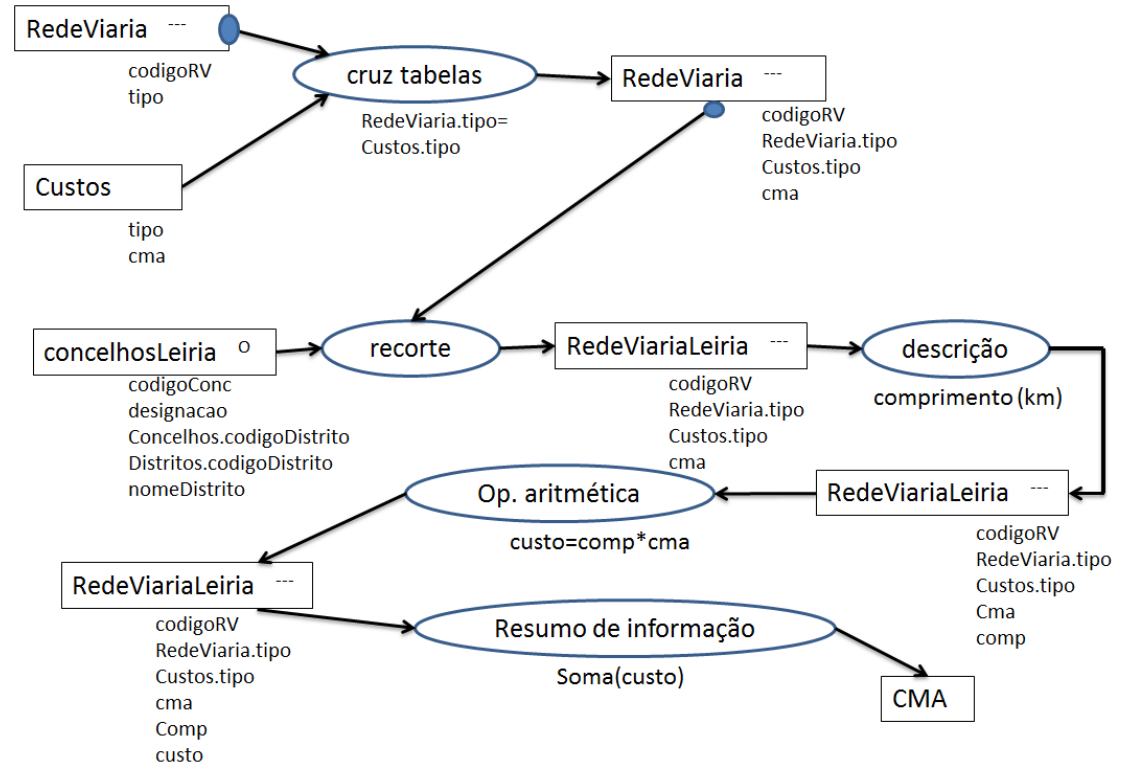 RedeViaria ---
codigoRV
tipo
cruz tabelas
RedeViaria.tipo=
Custos.tipo
RedeViaria ---
codigoRV
RedeViaria.tipo
Custos.tipo
cma
Custos
tipo
cma
concelhosLeiria O
codigoConc
designacao
Concelhos.codigoDistrito
Distritos.codigoDistrito
nomeDistrito
recorte
RedeViariaLeiria ---
codigoRV
RedeViaria.tipo
Custos.tipo
cma
descrição
comprimento (km)
RedeViariaLeiria ---
codigoRV
RedeViaria.tipo
Custos.tipo
Cma
comp
Op. aritmética
custo=comp*cma
RedeViariaLeiria ---
codigoRV
RedeViaria.tipo
Custos.tipo
cma
Comp
custo
Resumo de informação
Soma(custo)
CMA